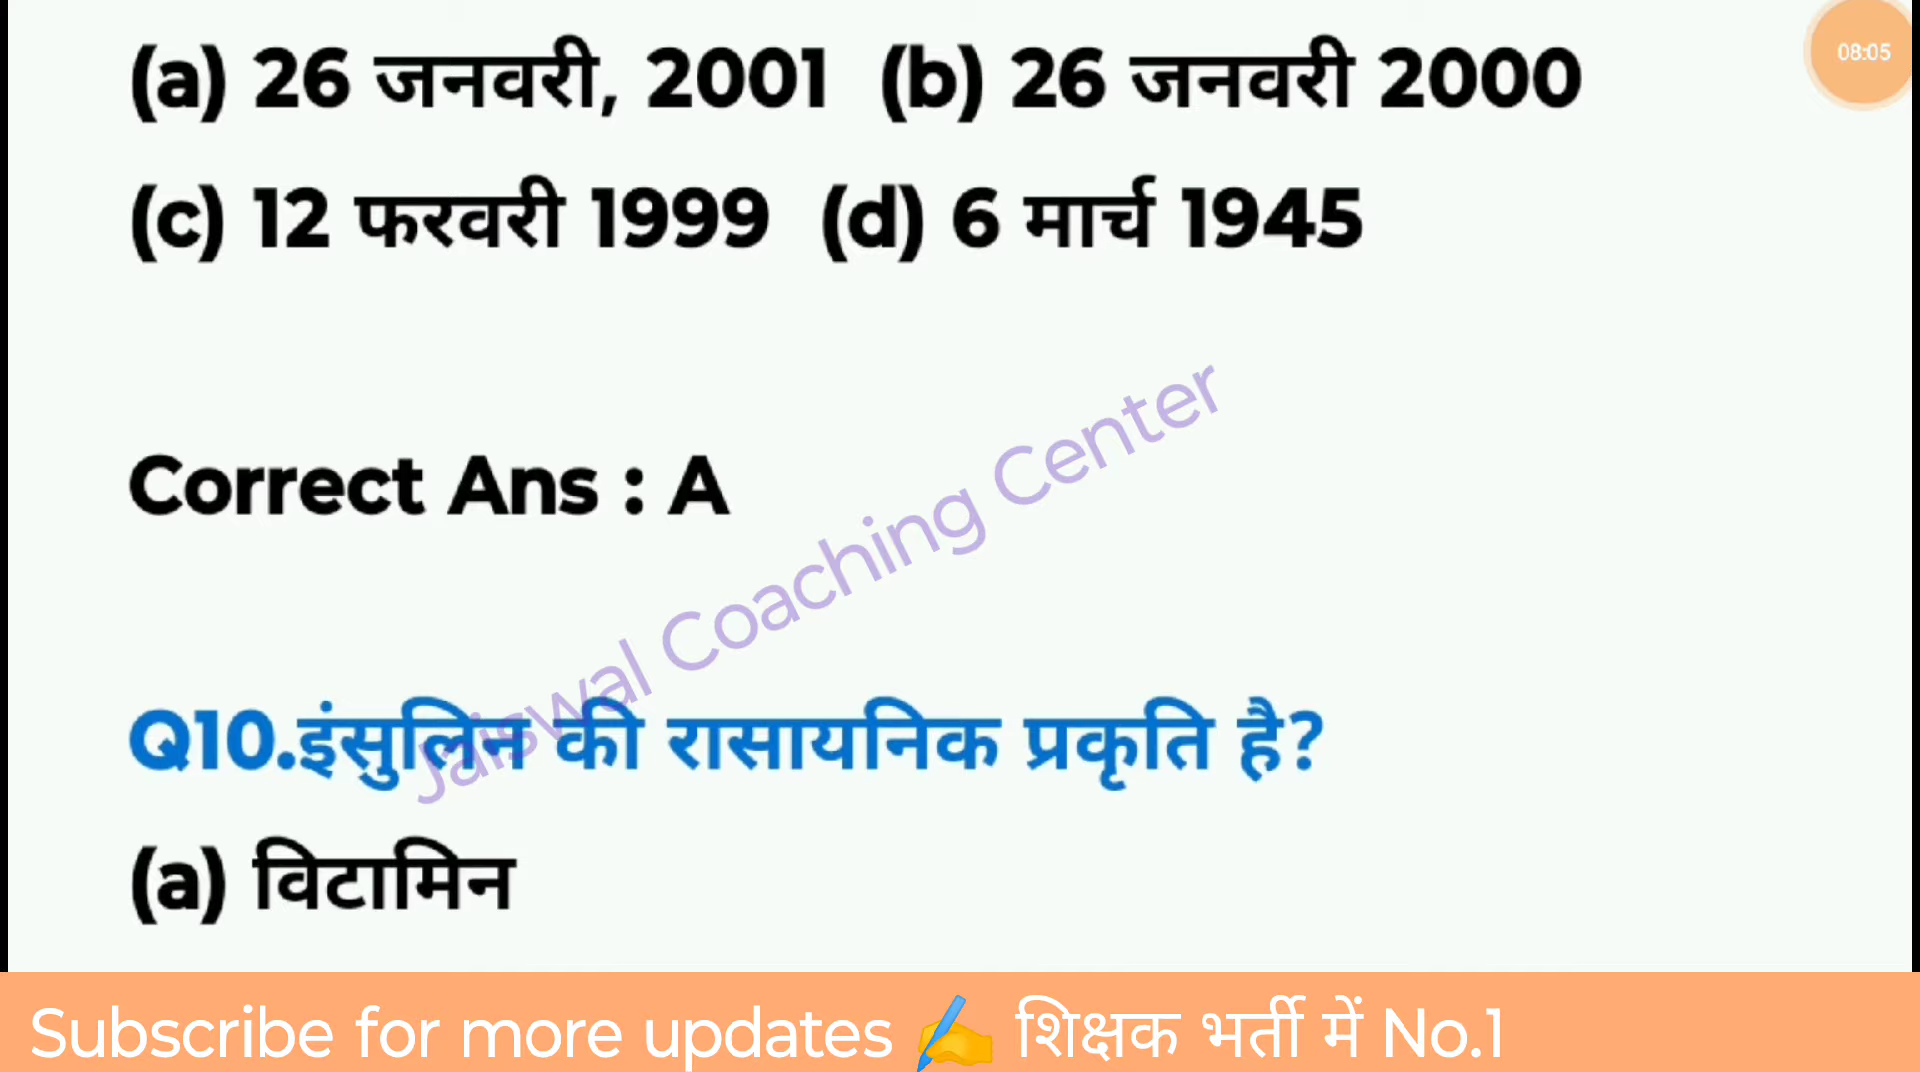 (a) 26 जनवरी, 2001 (b) 26 जनवरी 2000
08:05
(c) 12 फरवरी 1999 (d) 6 मार्च 1945
Correct Ans : A
Jaiswal Coaching Center
Q10.इंसुलिन की रासायनिक प्रकृति है?
(a) विटामिन
Subscribe for more updates ✍️ शिक्षक भर्ती में No.1